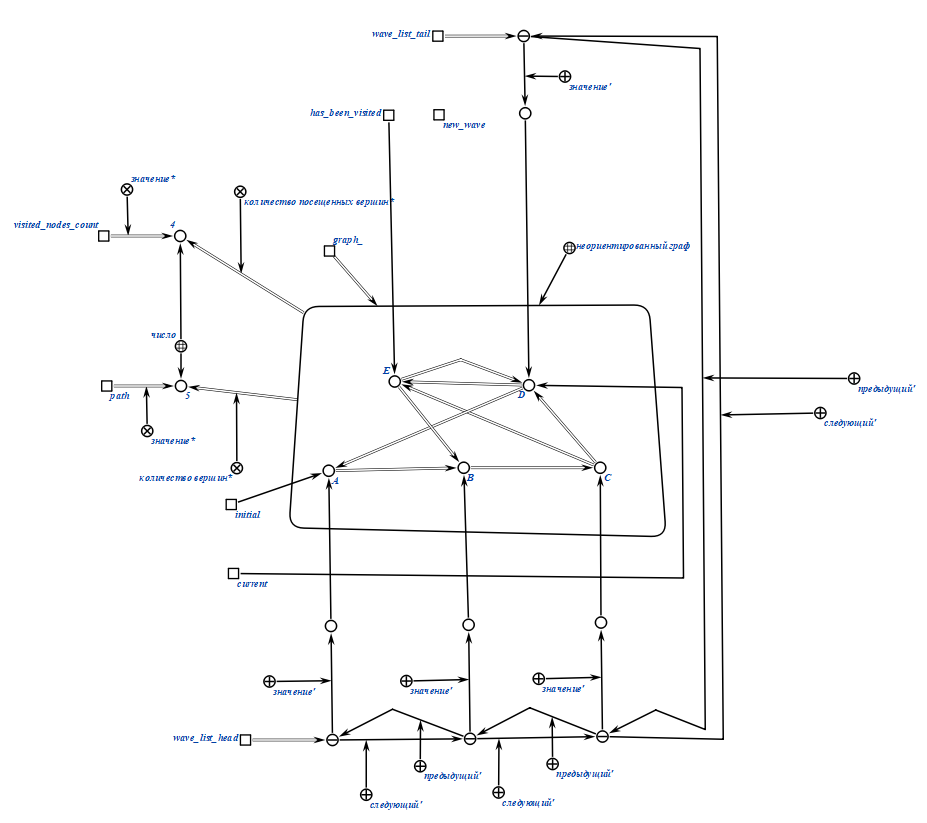 wave_list_tail
значение'
has_been_visited
new_wave
значение*
количество посещенных вершин*
visited_nodes_count
4
graph_
неориентированный граф
число
E
D
предыдущий'
path
5
следующий'
значение*
количество вершин*
A
B
C
initial
current
значение'
значение'
значение'
wave_list_head
предыдущий'
предыдущий'
следующий'
следующий'